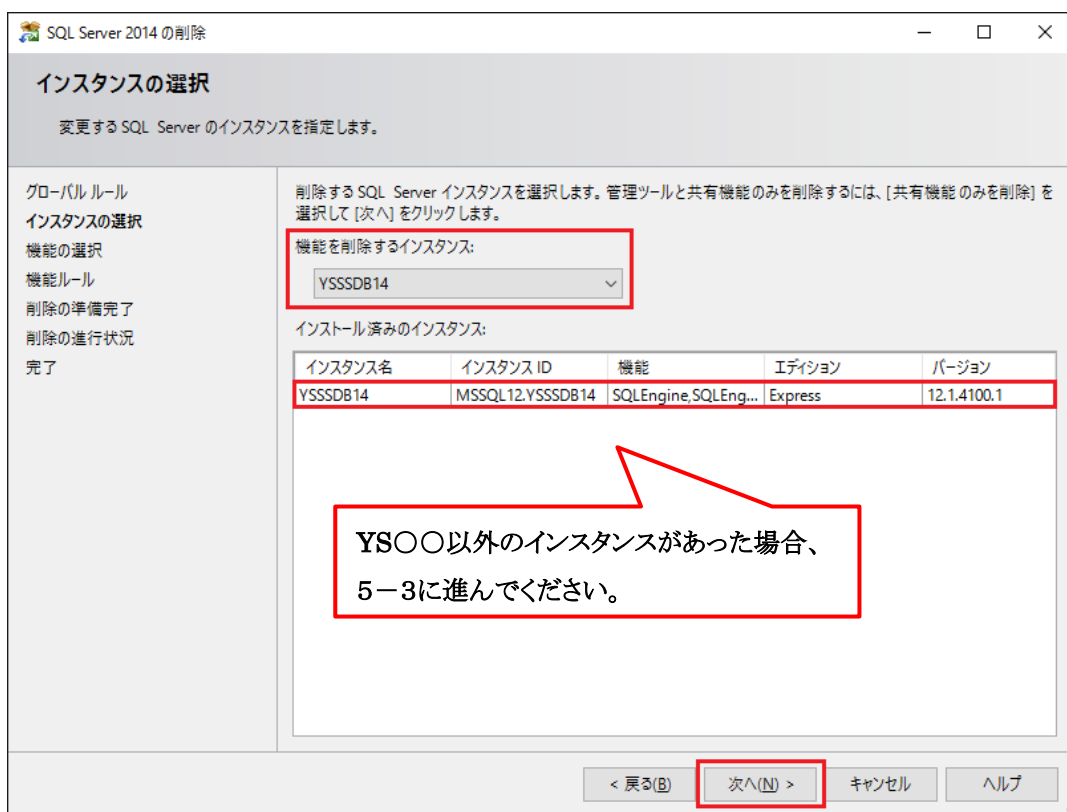 SQL Server 2014 の削除
インスタンスの選択
変更する SQL Server のインスタンスを指定します。
グローバル ルール
インスタンスの選択
機能の選択
機能ルール
削除の準備完了
削除の進行状況
完了
削除する SQL Server インスタンスを選択します。管理ツールと共有機能のみを削除するには、[共有機能のみを削除] を
選択して [次へ] をクリックします。
機能を削除するインスタンス:
YSSSDB14
インストール済みのインスタンス:
インスタンス名 インスタンス ID 機能 エディション バージョン
YSSSDB14 MSSQL12.YSSSDB14 SQLEngine,SQLEng... Express 12.1.4100.1
YS〇〇以外のインスタンスがあった場合、
5－3に進んでください。
< 戻る(B) 次へ(N) > キャンセル ヘルプ